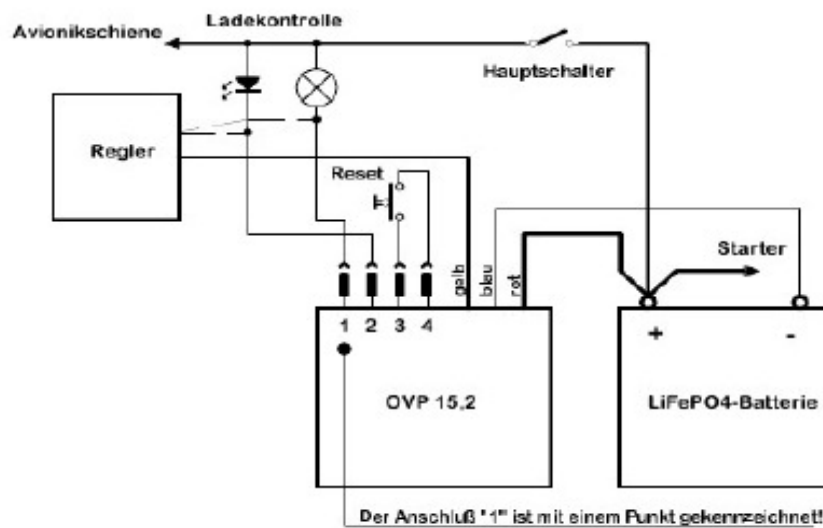 Ladekontrolle
Avionikschiene
Hauptschalter
Regler
Reset
Starter
gelb
blau
rot
1 2 3 4
+ -
OVP 15,2
LiFePO4-Batterie
Der Anschluß "1" ist mit einem Punkt gekennzeichnet!